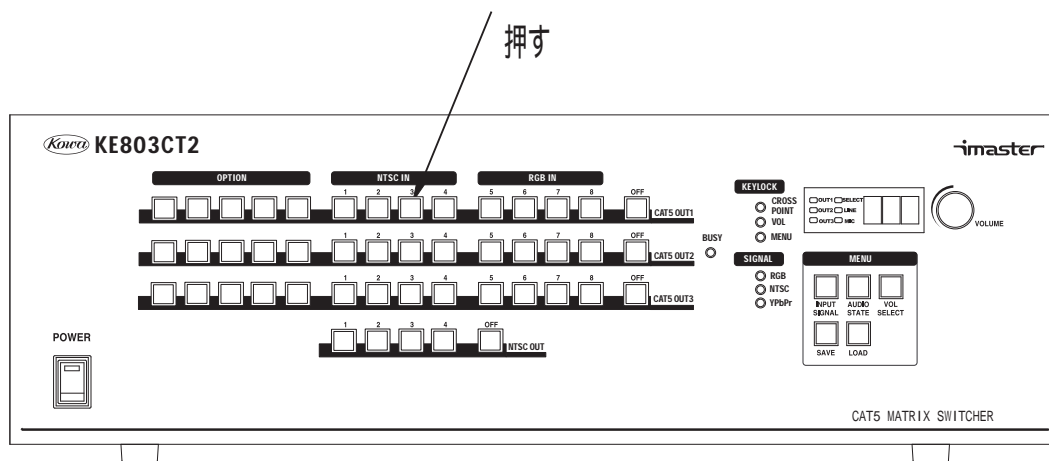 押す
Kowa KE803CT2
imaster
OPTION NTSC IN RGB IN
1 2 3 4 5 6 7 8 OFF
CAT5 OUT1
1 2 3 4 5 6 7 8 OFF
CAT5 OUT2
1 2 3 4 5 6 7 8 OFF
CAT5 OUT3
1 2 3 4 OFF
NTSC OUT
POWER
BUSY
KEYLOCK
CROSS
POINT
VOL
MENU
SIGNAL
RGB
NTSC
YPbPr
OUT1 SELECT
OUT2 LINE
OUT3 MIC
VOLUME
MENU
INPUT SIGNAL
AUDIO STATE
VOL SELECT
SAVE LOAD
CAT5 MATRIX SWITCHER